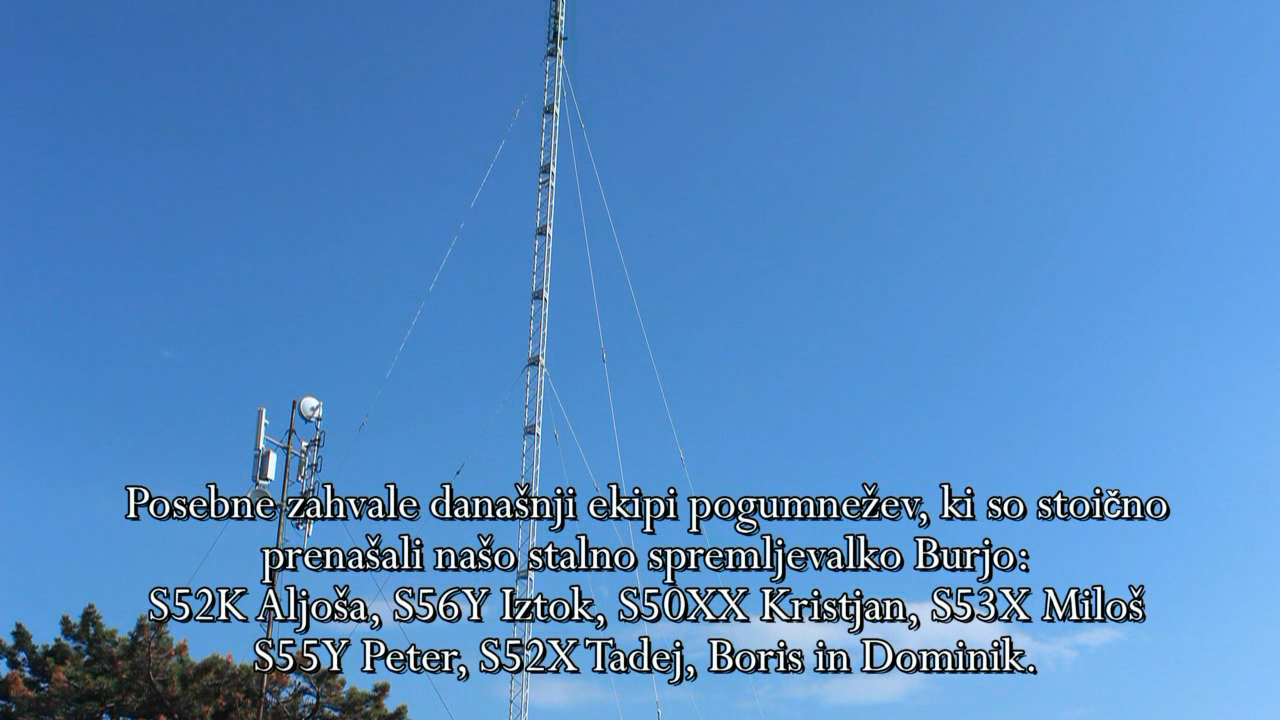 Posebne zahvale današnji ekipi pogumnežev, ki so stoično
prenašali našo stalno spremljevalko Burjo:
S52K Aljoša, S56Y Iztok, S50XX Kristjan, S53X Miloš
S55Y Peter, S52X Tadej, Boris in Dominik.